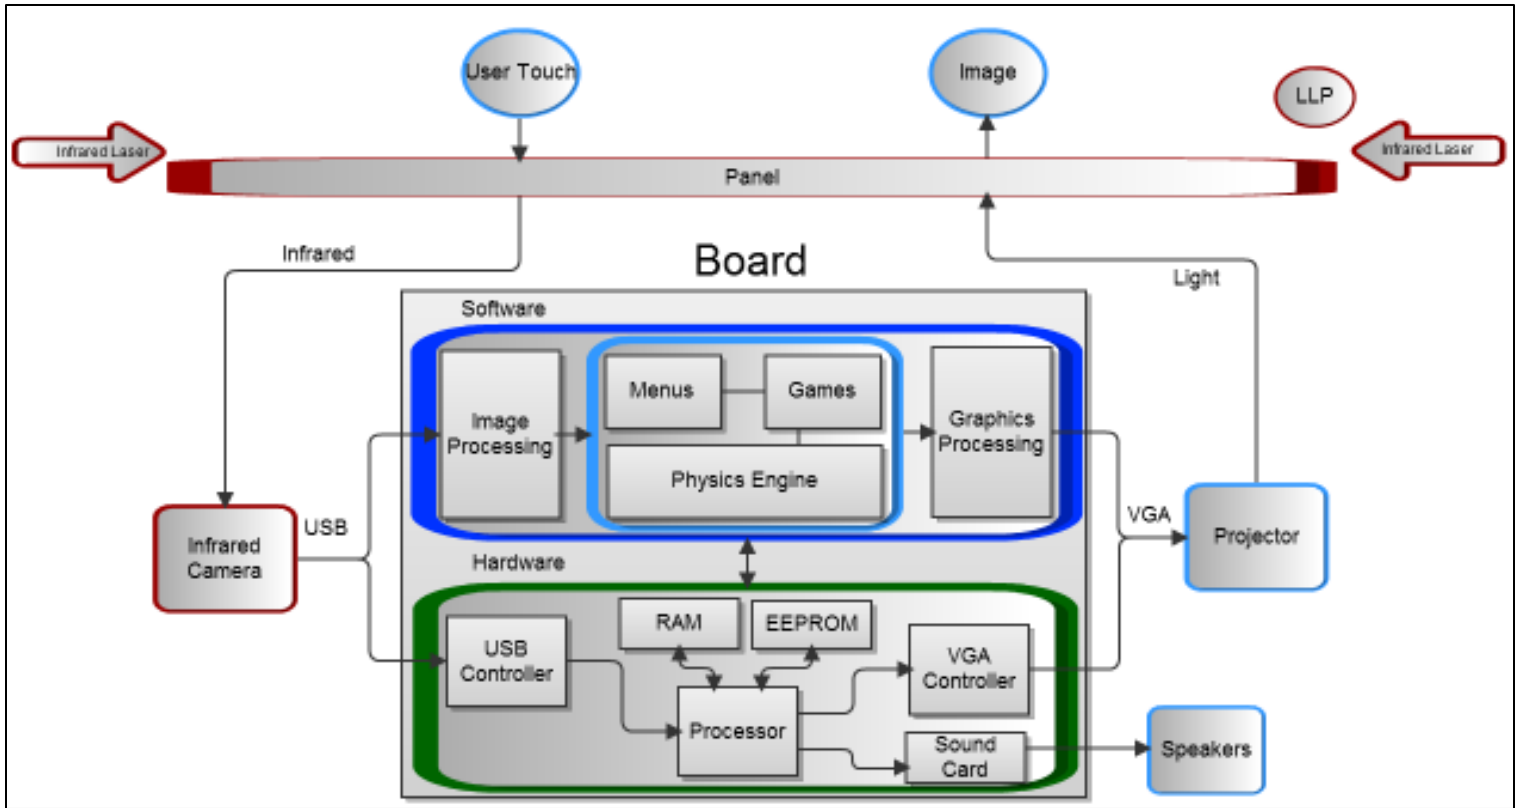 User Touch
Image
LLP
Infrared Laser
Infrared Laser
Panel
Infrared
Board
Light
Software
Menus
Games
Image
Processing
Graphics
Processing
Physics Engine
USB
VGA
Infrared
Camera
Projector
Hardware
RAM
EEPROM
USB
Controller
VGA
Controller
Processor
Sound
Card
Speakers